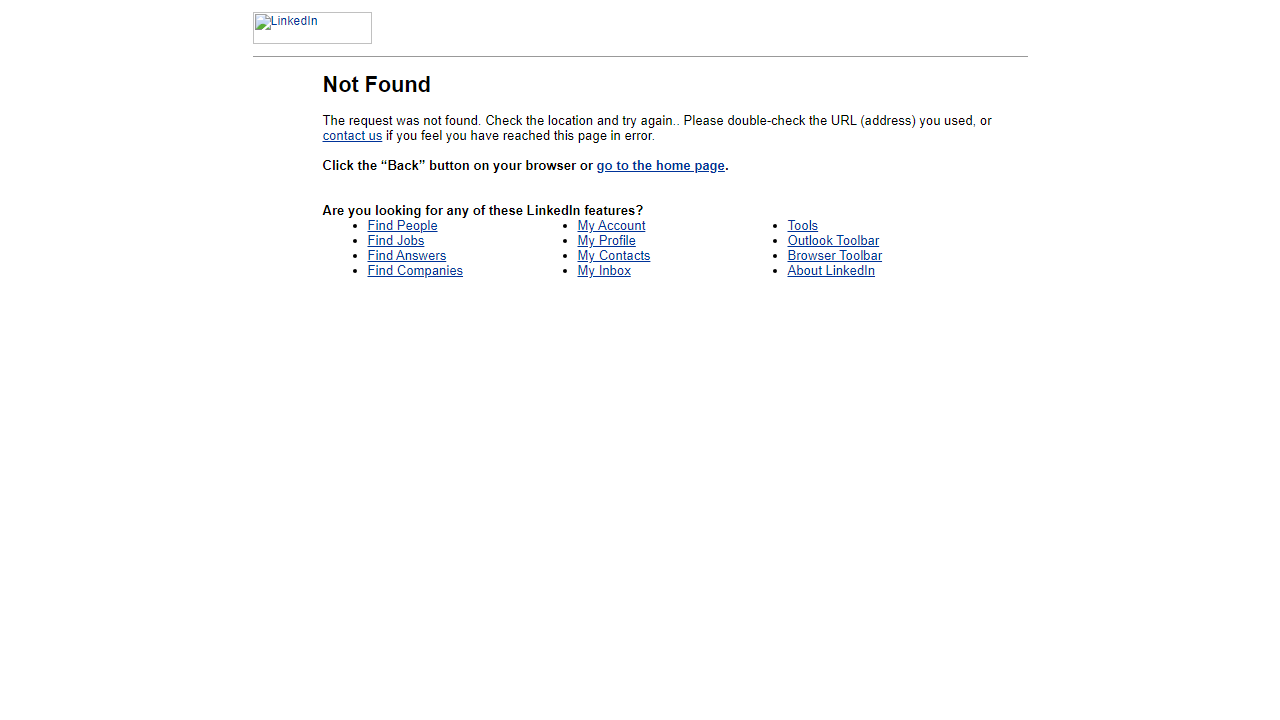 LinkedIn
Not Found
The request was not found. Check the location and try again.. Please double-check the URL (address) you used, or
contact us if you feel you have reached this page in error.
Click the “Back” button on your browser or go to the home page.
Are you looking for any of these LinkedIn features?
Find People
Find Jobs
Find Answers
Find Companies
My Account
My Profile
My Contacts
My Inbox
Tools
Outlook Toolbar
Browser Toolbar
About LinkedIn